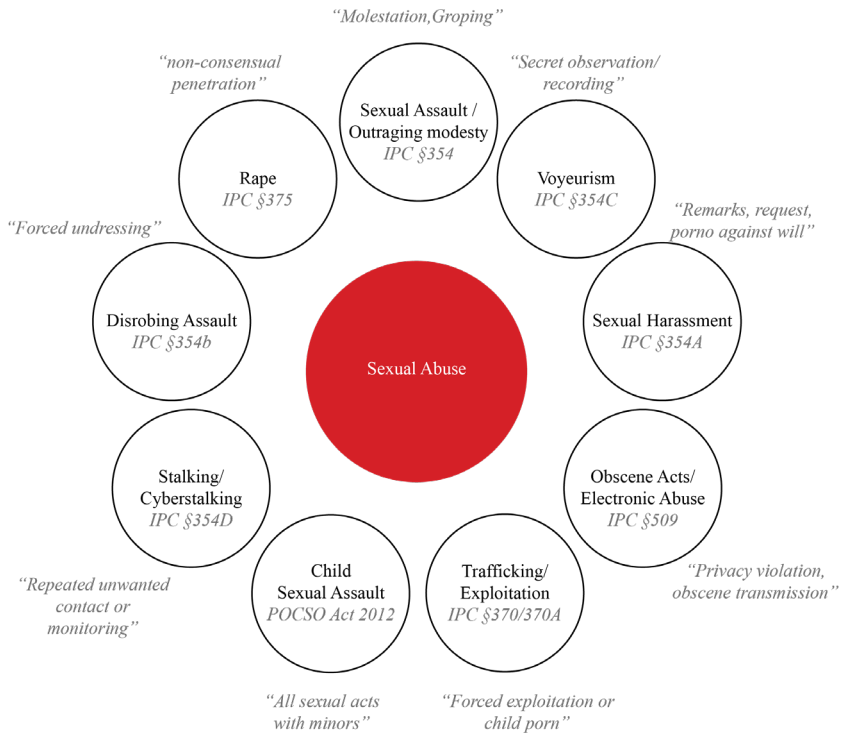 “Molestation,Groping”
Sexual Assault /
Outraging modesty
IPC §354
“Secret observation/
recording”
Voyeurism
IPC §354C
“Remarks, request,
porno against will”
Sexual Harassment
IPC §354A
Obscene Acts/
Electronic Abuse
IPC §509
“Privacy violation,
obscene transmission”
Trafficking/
Exploitation
IPC §370/370A
“Forced exploitation or
child porn”
Child
Sexual Assault
POCSO Act 2012
“All sexual acts
with minors”
Stalking/
Cyberstalking
IPC §354D
“Repeated unwanted
contact or
monitoring”
“Forced undressing”
Disrobing Assault
IPC §354b
“non-consensual
penetration”
Rape
IPC §375
Sexual Abuse